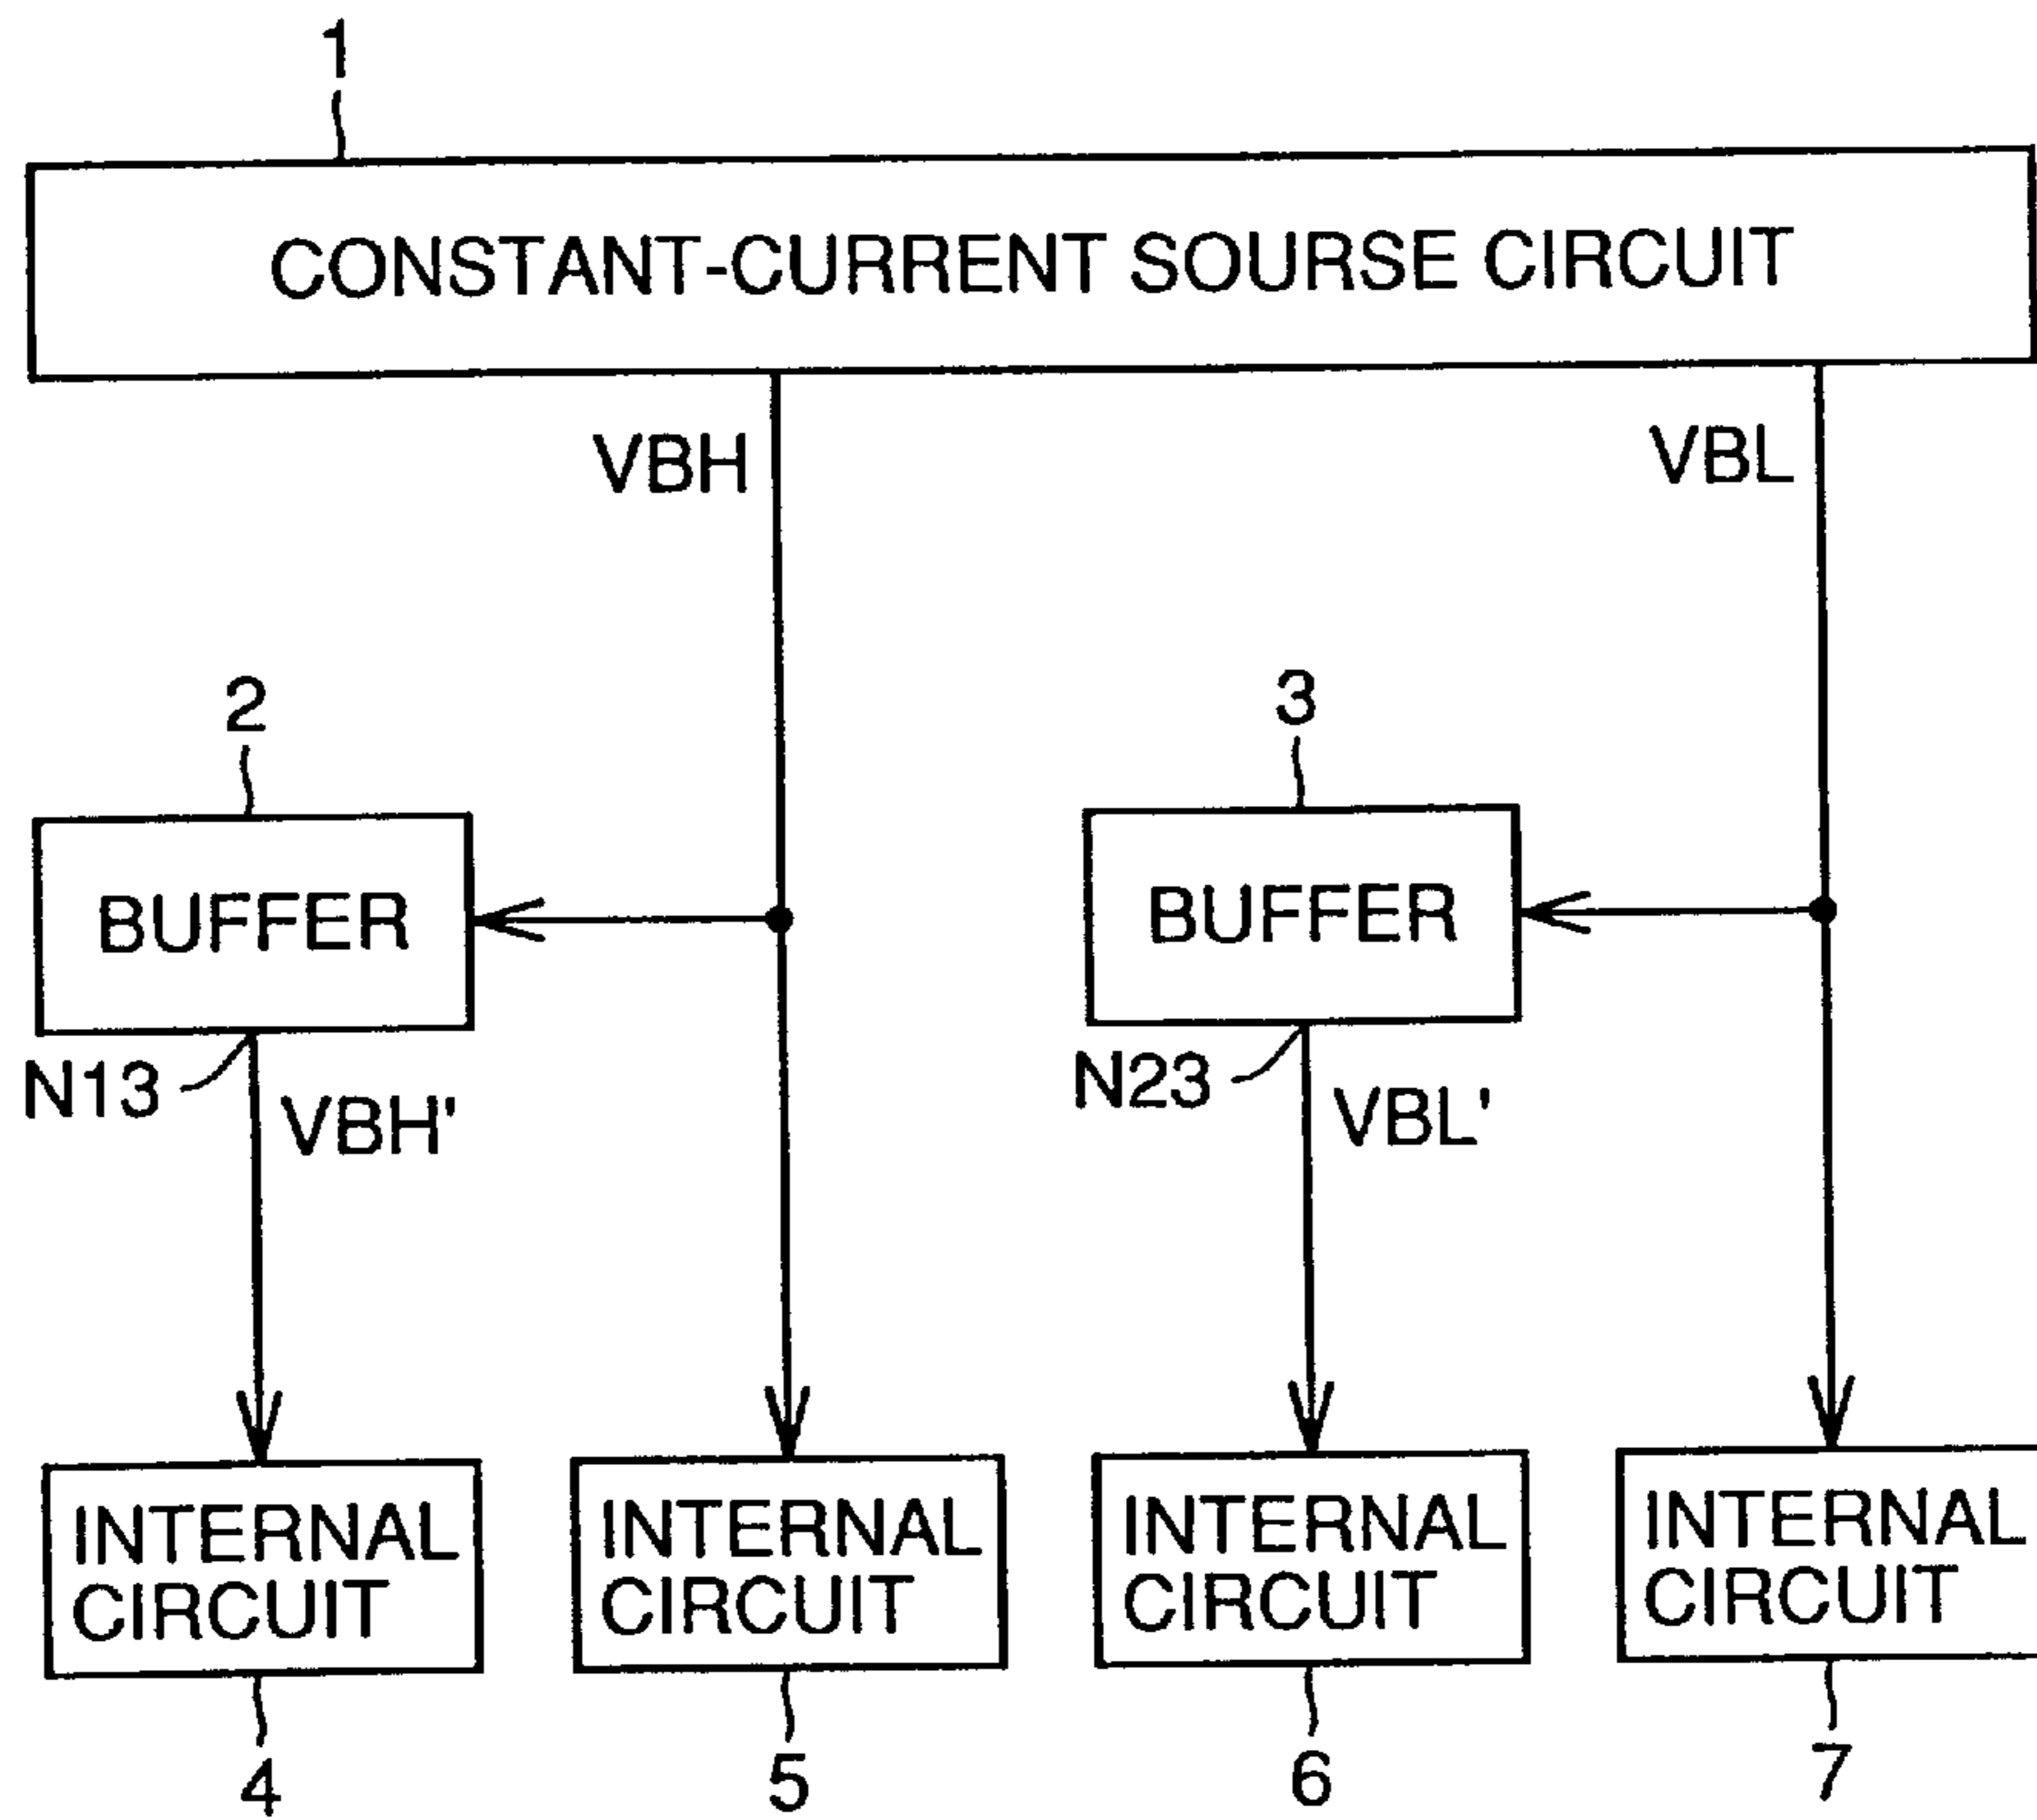 1
CONSTANT-CURRENT SOURSE CIRCUIT
VBH
VBL
2
3
BUFFER
BUFFER
N13
VBH'
N23
VBL'
INTERNAL
CIRCUIT
INTERNAL
CIRCUIT
INTERNAL
CIRCUIT
INTERNAL
CIRCUIT
4
5
6
7